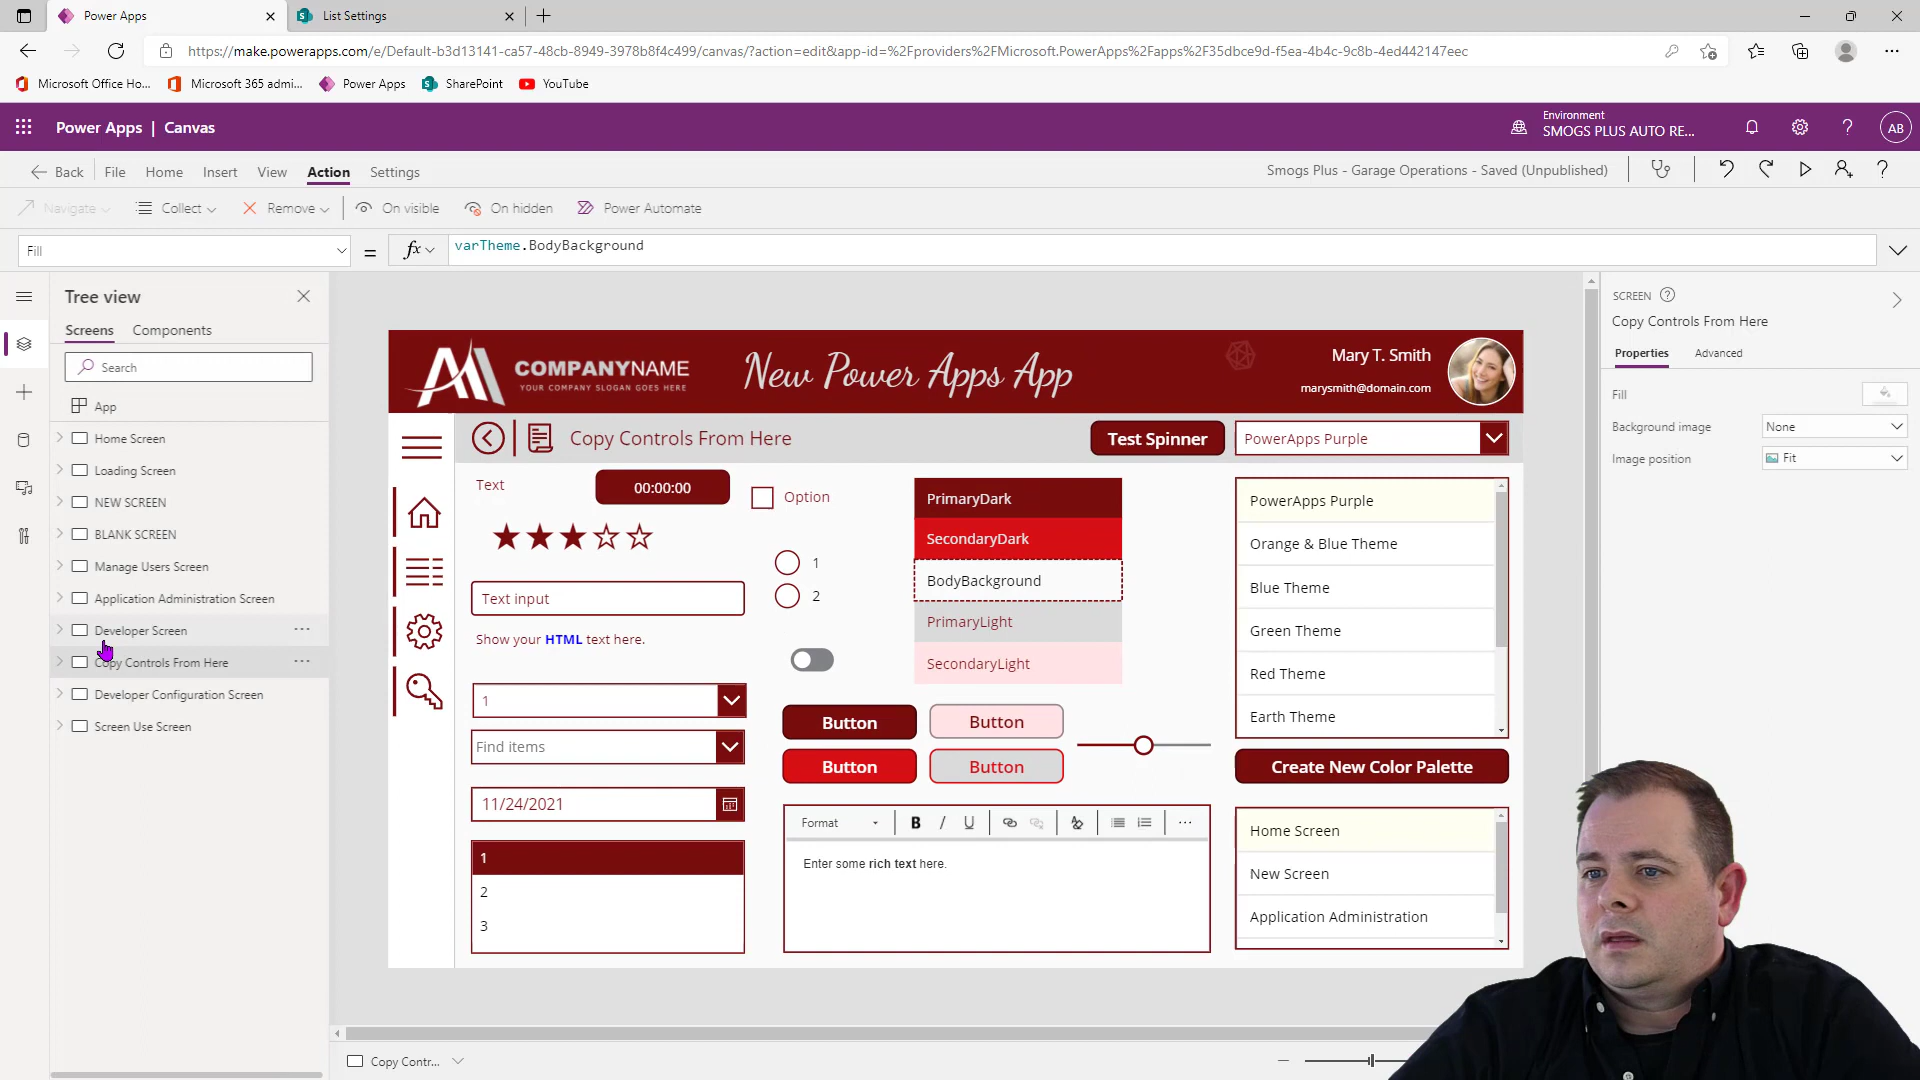 Power Apps
List Settings
https://make.powerapps.com/e/Default-b3d13141-ca57-48cb-8949-3978b8f4c499/canvas/?action=edit&app-id=%2Fproviders%2FMicrosoft.PowerApps%2Fapps%2F35dbce9d-f5ea-4b4c-9c8b-4ed442147eec
Microsoft Office Ho...
Microsoft 365 admi...
Power Apps
SharePoint
YouTube
Power Apps | Canvas
Environment
SMOGS PLUS AUTO RE...
AB
Back
File
Home
Insert
View
Action
Settings
Smogs Plus - Garage Operations - Saved (Unpublished)
Navigate
Collect
Remove
On visible
On hidden
Power Automate
Fill
=
fx
varTheme.BodyBackground
Tree view
Screens
Components
Search
App
Home Screen
Loading Screen
NEW SCREEN
BLANK SCREEN
Manage Users Screen
Application Administration Screen
Developer Screen
Copy Controls From Here
Developer Configuration Screen
Screen Use Screen
COMPANYNAME
YOUR COMPANY SLOGAN GOES HERE
New Power Apps App
Mary T. Smith
marysmith@domain.com
Copy Controls From Here
Test Spinner
PowerApps Purple
Text
00:00:00
Option
1
2
Text input
Show your HTML text here.
1
Find items
11/24/2021
1
2
3
PrimaryDark
SecondaryDark
BodyBackground
PrimaryLight
SecondaryLight
Button
Button
Button
Button
Format
B
I
U
Enter some rich text here.
PowerApps Purple
Orange & Blue Theme
Blue Theme
Green Theme
Red Theme
Earth Theme
Create New Color Palette
Home Screen
New Screen
Application Administration
SCREEN
Copy Controls From Here
Properties
Advanced
Fill
Background image
None
Image position
Fit
Copy Contr...